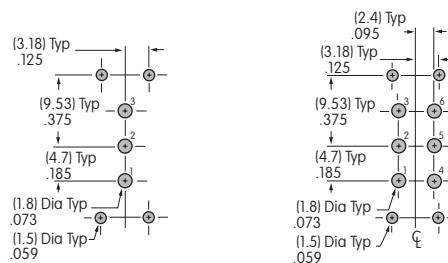 (3.18) Typ
.125
(9.53) Typ
.375
(4.7) Typ
.185
(1.8) Dia Typ
.073
(1.5) Dia Typ
.059
3
2
1
(2.4) Typ
.095
(3.18) Typ
.125
(9.53) Typ
.375
(4.7) Typ
.185
(1.8) Dia Typ
.073
(1.5) Dia Typ
.059
3
6
2
5
1
4
℄